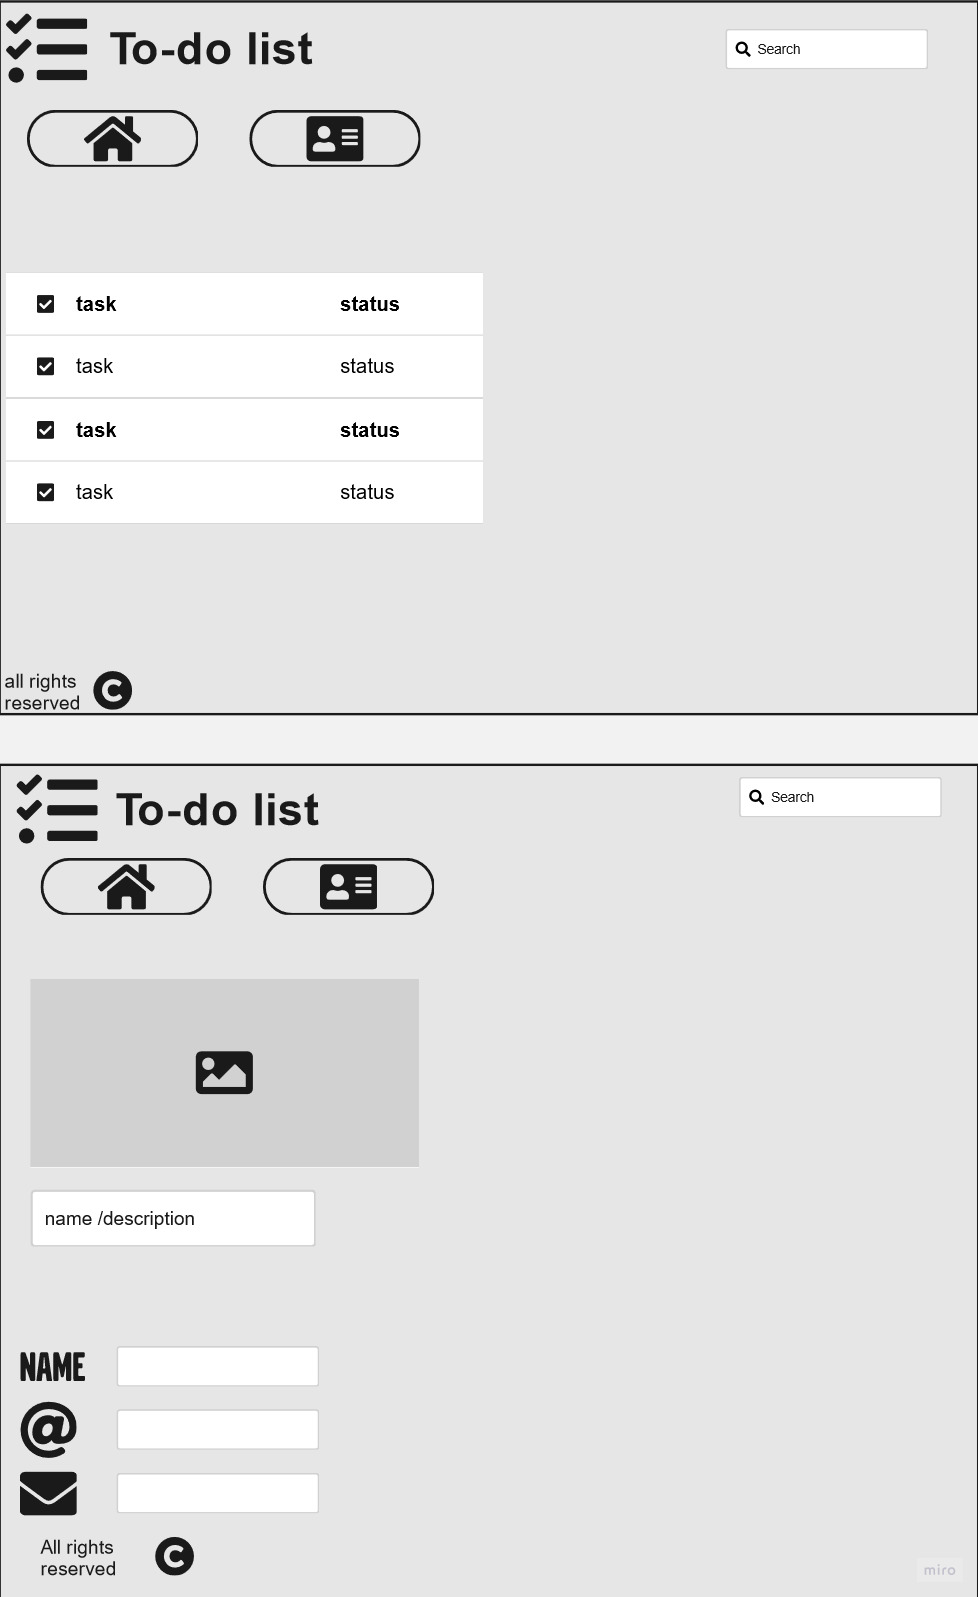 To-do list
Search
task status
task status
task status
task status
all rights
reserved
To-do list
Search
name /description
NAME
@
All rights
reserved
miro